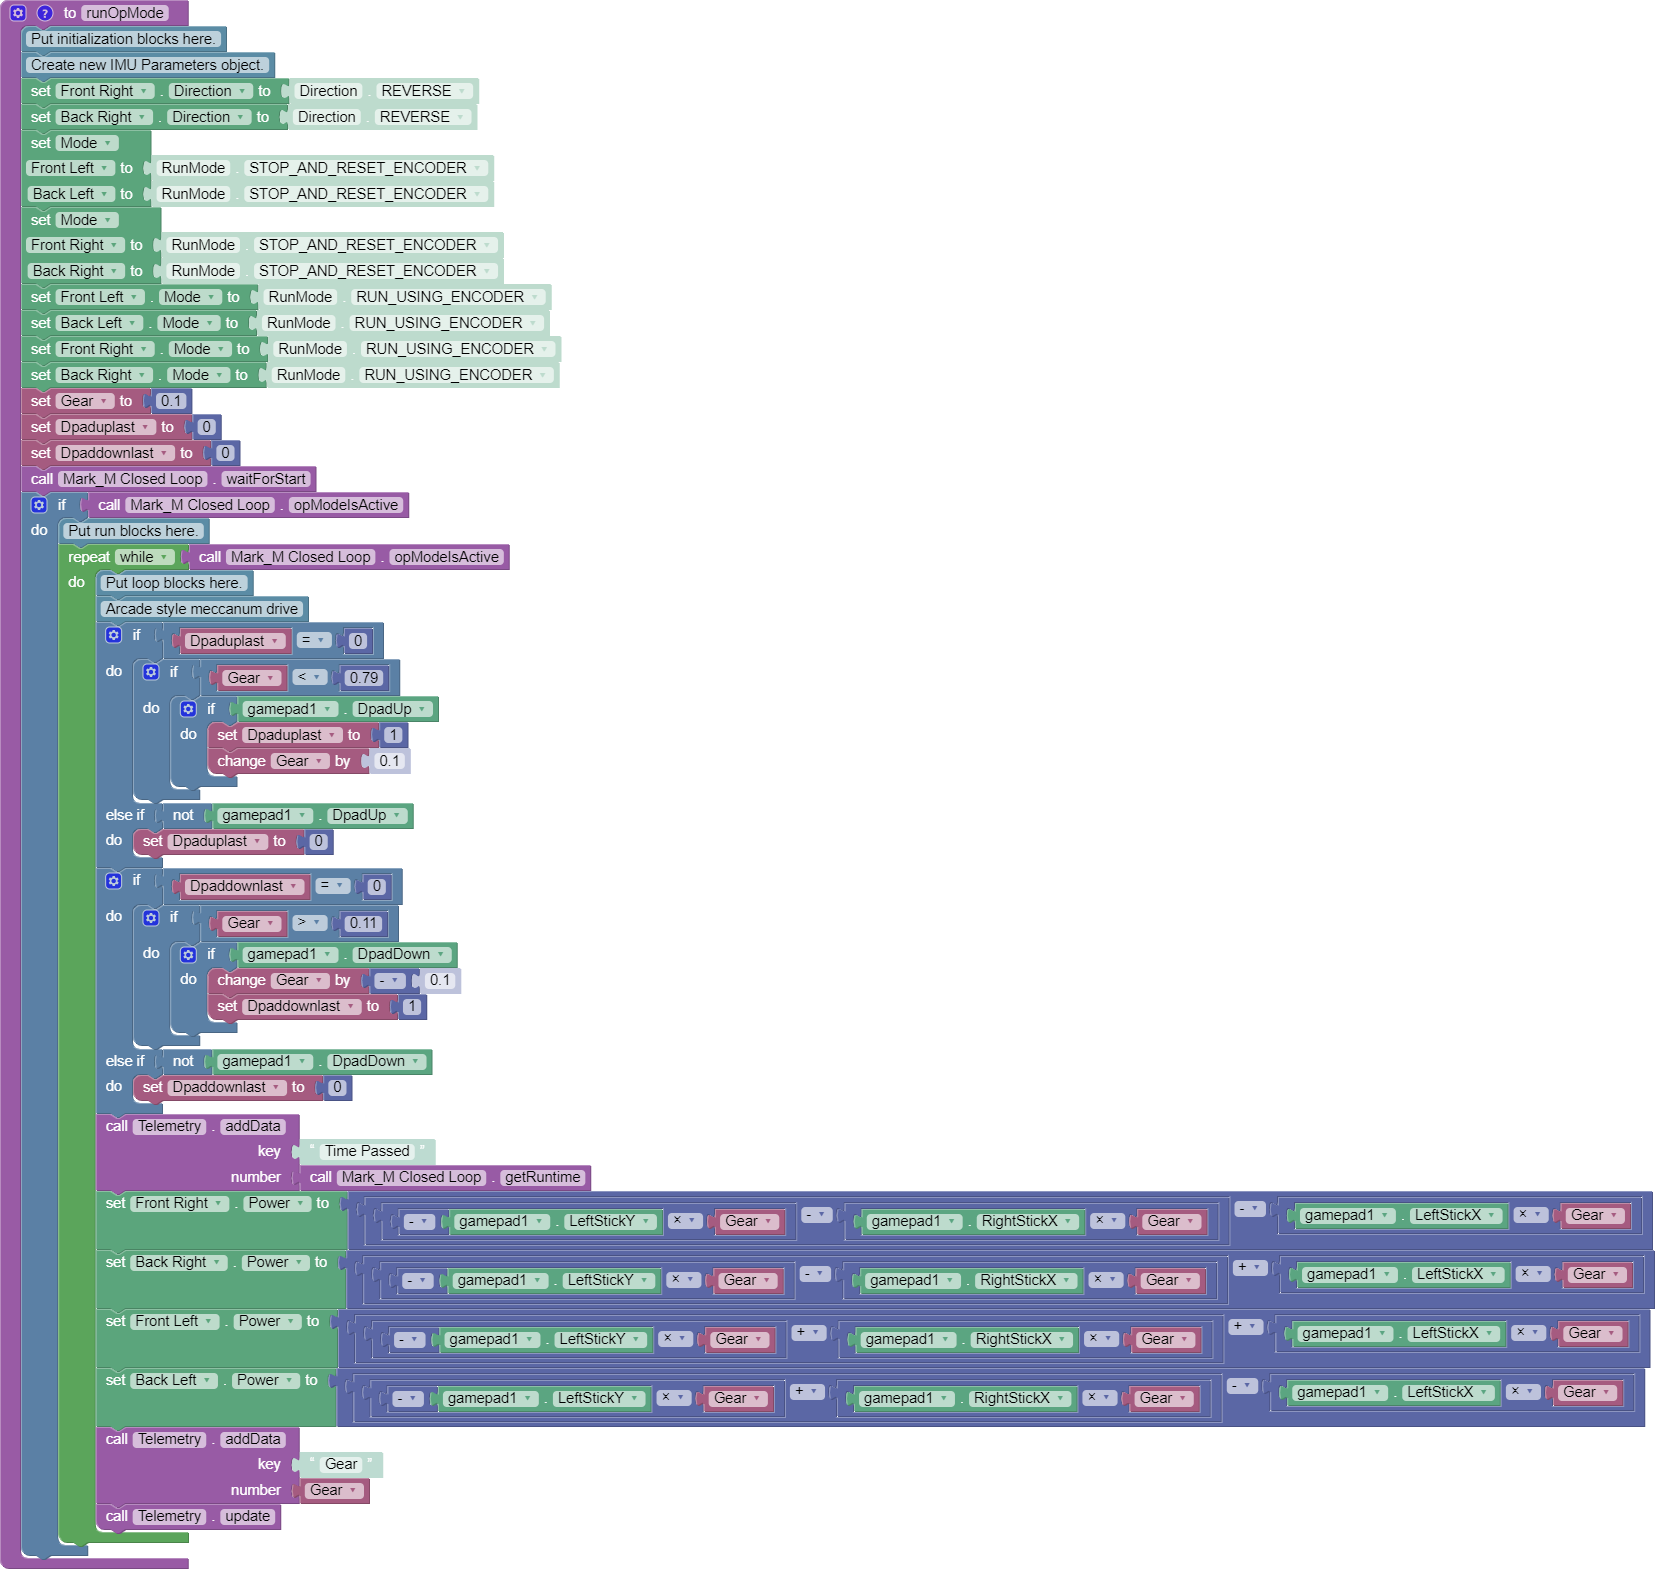 to runOpMode
Put initialization blocks here.
Create new IMU Parameters object.
set Front Right . Direction to Direction . REVERSE
set Back Right . Direction to Direction . REVERSE
set Mode
Front Left to RunMode . STOP_AND_RESET_ENCODER
Back Left to RunMode . STOP_AND_RESET_ENCODER
set Mode
Front Right to RunMode . STOP_AND_RESET_ENCODER
Back Right to RunMode . STOP_AND_RESET_ENCODER
set Front Left . Mode to RunMode . RUN_USING_ENCODER
set Back Left . Mode to RunMode . RUN_USING_ENCODER
set Front Right . Mode to RunMode . RUN_USING_ENCODER
set Back Right . Mode to RunMode . RUN_USING_ENCODER
set Gear to 0.1
set Dpaduplast to 0
set Dpaddownlast to 0
call Mark_M Closed Loop . waitForStart
if call Mark_M Closed Loop . opModeIsActive
do Put run blocks here.
repeat while call Mark_M Closed Loop . opModeIsActive
do Put loop blocks here.
Arcade style meccanum drive
if Dpaduplast = 0
do if Gear < 0.79
do if gamepad1 . DpadUp
do set Dpaduplast to 1
change Gear by 0.1
else if not gamepad1 . DpadUp
do set Dpaduplast to 0
if Dpaddownlast = 0
do if Gear > 0.11
do if gamepad1 . DpadDown
do change Gear by - 0.1
set Dpaddownlast to 1
else if not gamepad1 . DpadDown
do set Dpaddownlast to 0
call Telemetry . addData
key " Time Passed "
number call Mark_M Closed Loop . getRuntime
set Front Right . Power to - gamepad1 . LeftStickY × Gear - gamepad1 . RightStickX × Gear - gamepad1 . LeftStickX × Gear
set Back Right . Power to - gamepad1 . LeftStickY × Gear - gamepad1 . RightStickX × Gear + gamepad1 . LeftStickX × Gear
set Front Left . Power to - gamepad1 . LeftStickY × Gear + gamepad1 . RightStickX × Gear + gamepad1 . LeftStickX × Gear
set Back Left . Power to - gamepad1 . LeftStickY × Gear + gamepad1 . RightStickX × Gear - gamepad1 . LeftStickX × Gear
call Telemetry . addData
key " Gear "
number Gear
call Telemetry . update